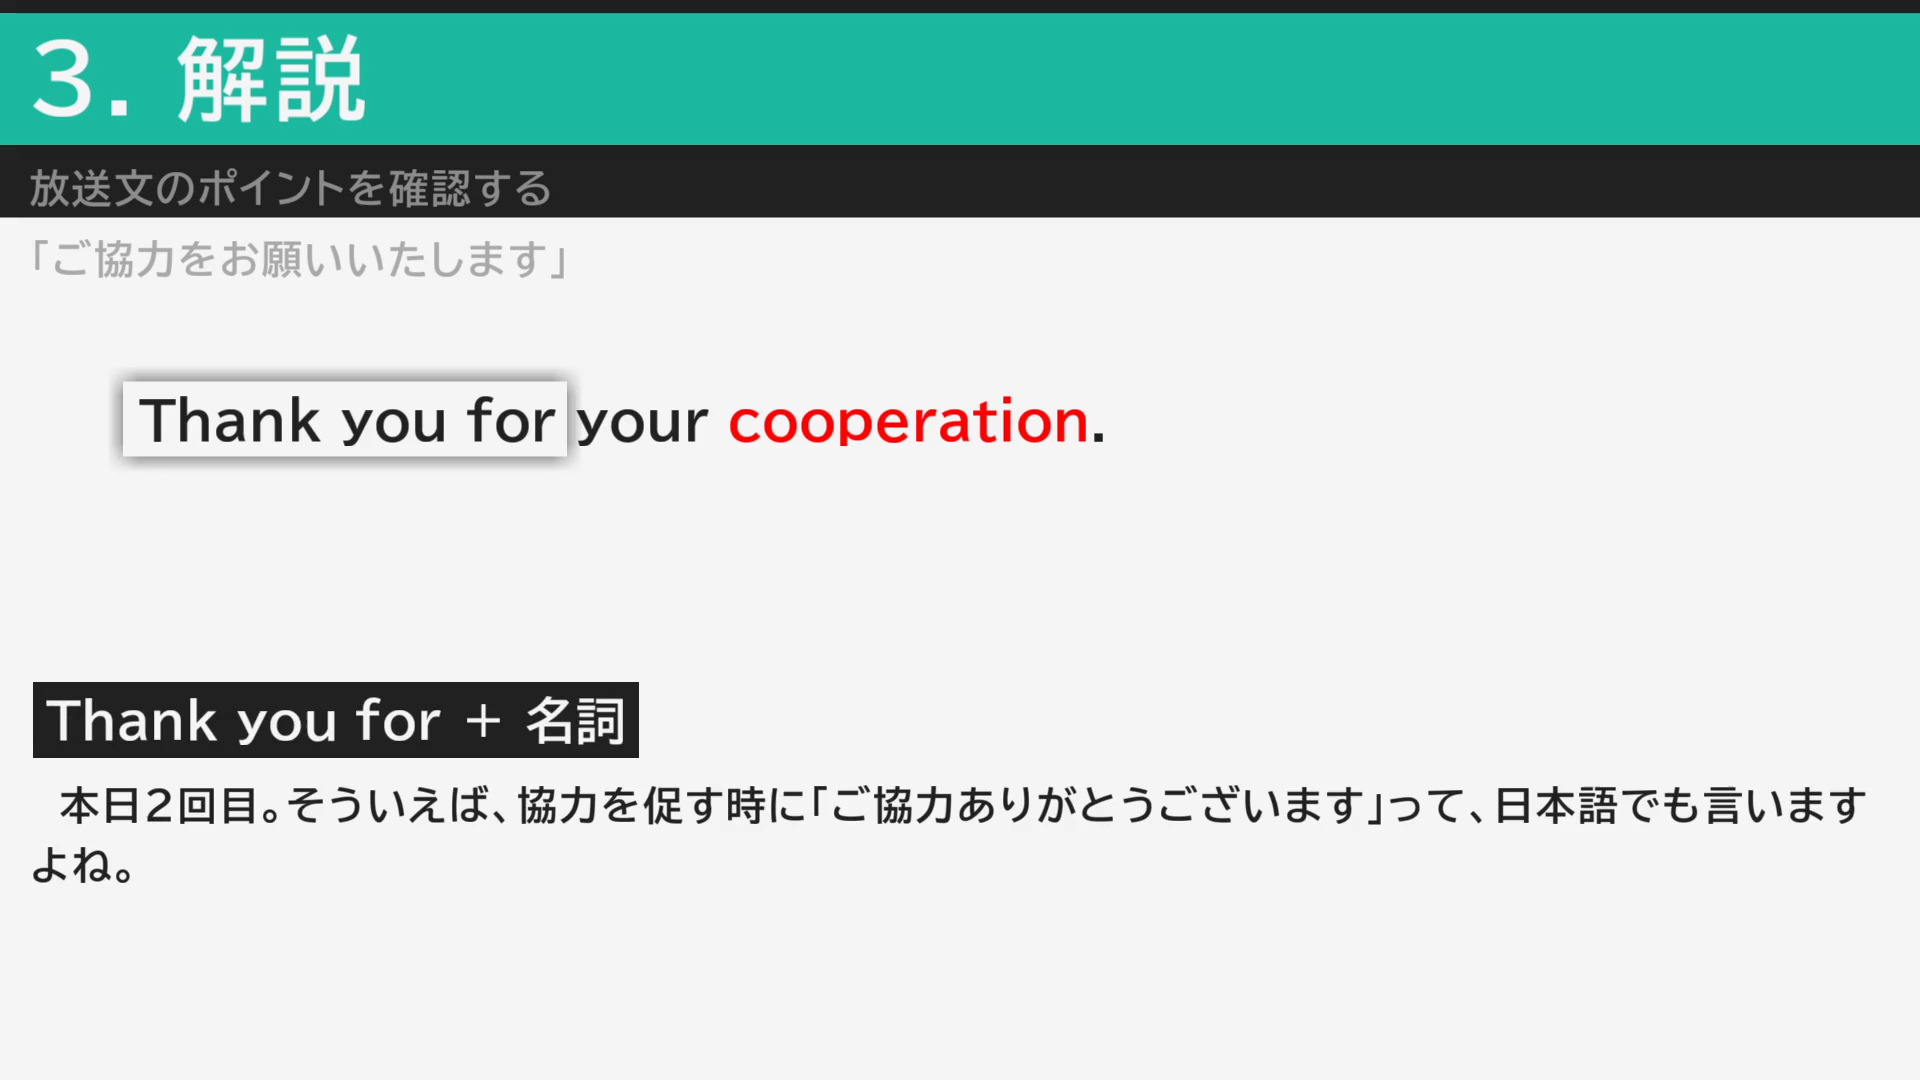 3. 解説
放送文のポイントを確認する
「ご協力をお願いいたします」
Thank you for your cooperation.
Thank you for + 名詞
本日2回目。そういえば、協力を促す時に「ご協力ありがとうございます」って、日本語でも言います
よね。